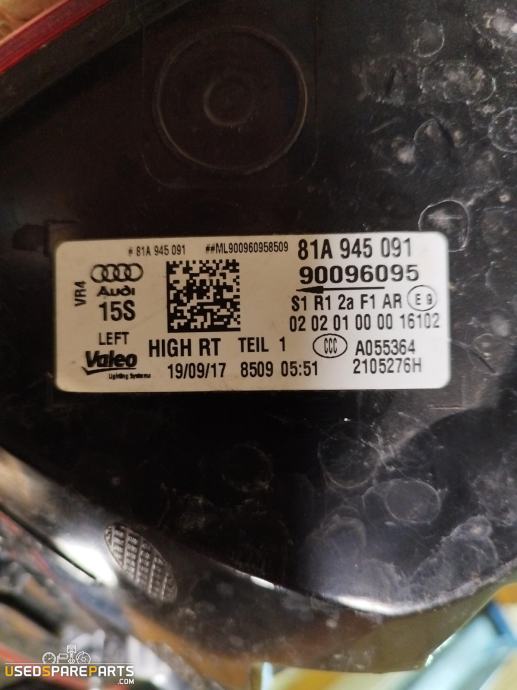 # 81A 945 091 ##ML900960958509 81A 945 091
90096095
VR4 Audi
15S
S1 R1 2a F1 AR E 9
02 02 01 00 00 16102
LEFT
HIGH RT TEIL 1 CCC A055364
Valeo
Lighting Systems
19/09/17 8509 05:51 2105276H
USEDSPAREPARTS
.COM